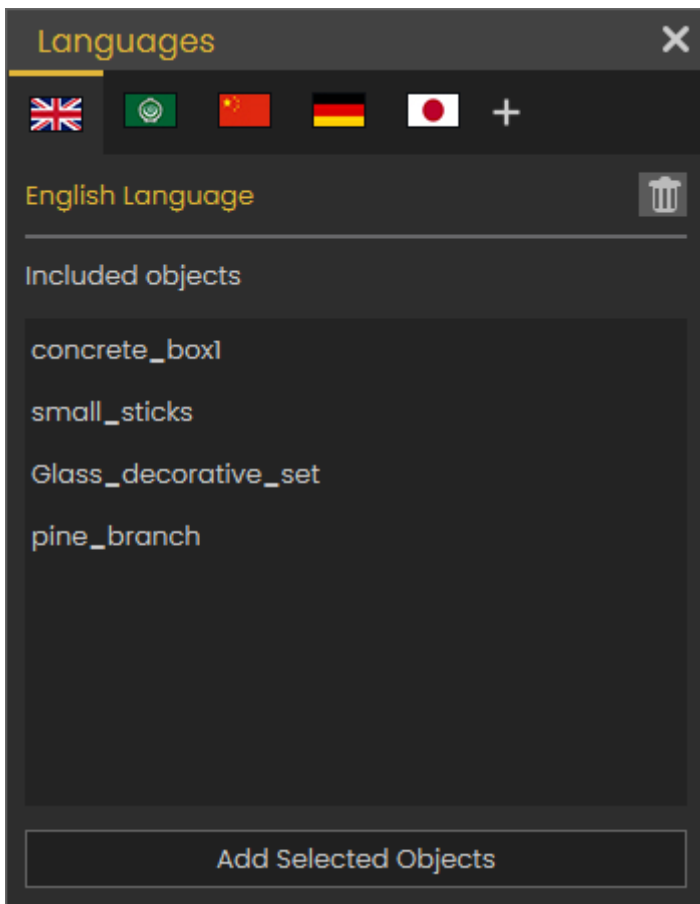 Languages
English Language
Included objects
concrete_box1
small_sticks
Glass_decorative_set
pine_branch
Add Selected Objects